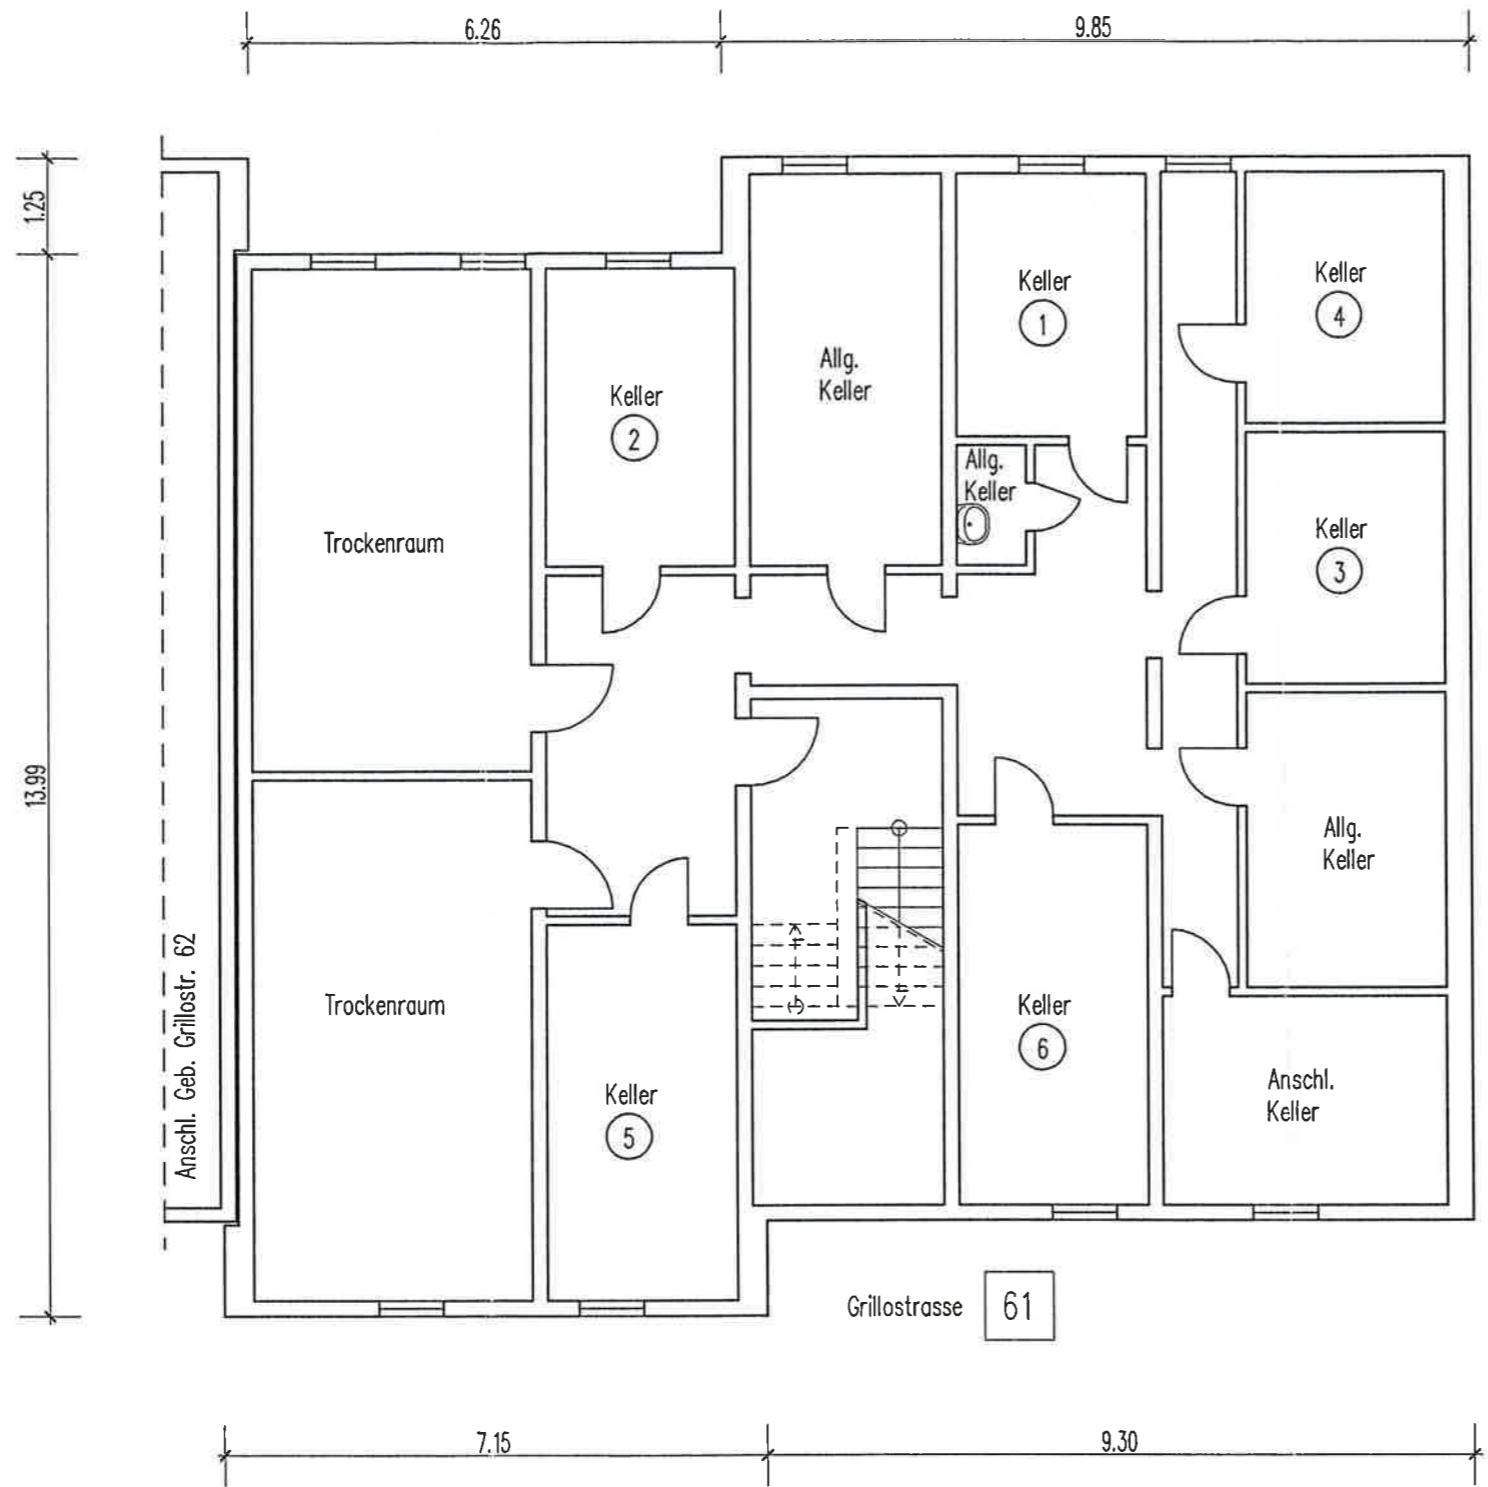 6.26
9.85
1.25
Keller
4
Keller
1
Allg.
Keller
Keller
2
Allg.
Keller
Keller
3
Trockenraum
13.99
Allg.
Keller
Anschl. Geb. Grillostr. 62
Trockenraum
Keller
6
Anschl.
Keller
Keller
5
Grillostrasse 61
7.15
9.30